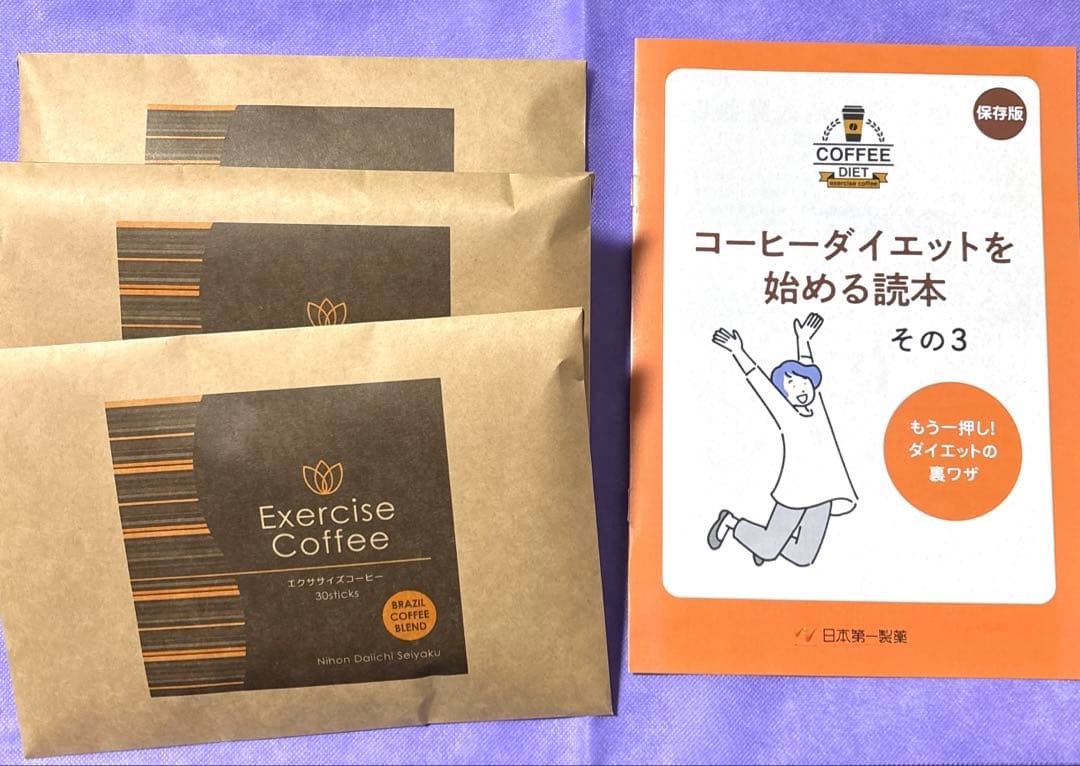 Exercise
Coffee
エクササイズコーヒー
30sticks
BRAZIL
COFFEE
BLEND
Nihon Daiichi Seiyaku
保存版
COFFEE
DIET
exercise coffee
コーヒーダイエットを
始める読本
その3
もう一押し!
ダイエットの
裏ワザ
日本第一製薬